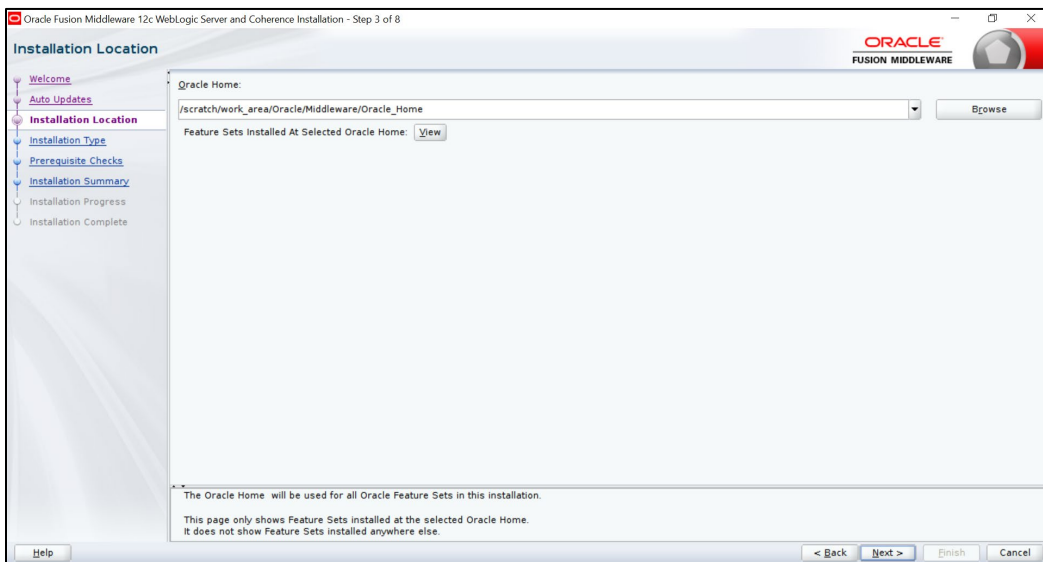 Oracle Fusion Middleware 12c WebLogic Server and Coherence Installation - Step 3 of 8
Installation Location
ORACLE
FUSION MIDDLEWARE
Welcome
Auto Updates
Installation Location
Installation Type
Prerequisite Checks
Installation Summary
Installation Progress
Installation Complete
Oracle Home:
/scratch/work_area/Oracle/Middleware/Oracle_Home
Browse
Feature Sets Installed At Selected Oracle Home: View
The Oracle Home will be used for all Oracle Feature Sets in this installation.
This page only shows Feature Sets installed at the selected Oracle Home.
It does not show Feature Sets installed anywhere else.
Help
< Back Next > Finish Cancel